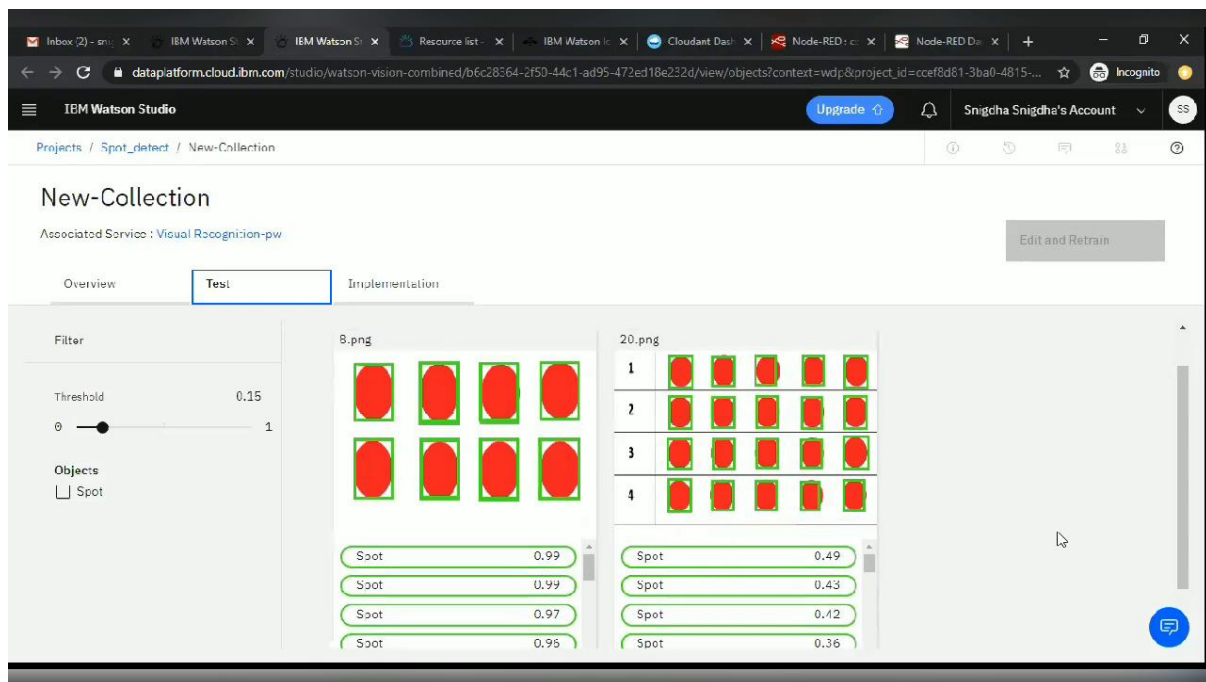 Inbox (2) - sni
IBM Watson St
IBM Watson St
Resource list -
IBM Watson Ic
Cloudant Dash
Node-RED : c
Node-RED Da
dataplatform.cloud.ibm.com/studio/watson-vision-combined/b6c28364-2f50-44c1-ad95-472ed18e232d/view/objects?context=wdp&project_id=ccef8d81-3ba0-4815-...
Incognito
IBM Watson Studio
Upgrade
Snigdha Snigdha's Account
SS
Projects / Spot_detect / New-Collection
New-Collection
Associated Service : Visual Recognition-pw
Edit and Retrain
Overview
Test
Implementation
Filter
Threshold 0.15
0 1
Objects
Spot
8.png
Spot 0.99
Spot 0.99
Spot 0.97
Spot 0.96
20.png
1
2
3
4
Spot 0.49
Spot 0.43
Spot 0.42
Spot 0.36